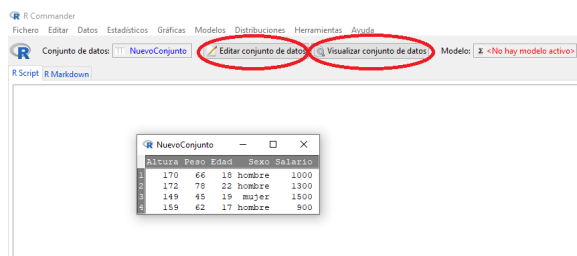 R Commander
Fichero Editar Datos Estadísticos Gráficas Modelos Distribuciones Herramientas Ayuda
R Conjunto de datos: NuevoConjunto Editar conjunto de datos Visualizar conjunto de datos Modelo: Σ <No hay modelo activo>
R Script R Markdown
NuevoConjunto
Altura Peso Edad Sexo Salario
1 170 66 18 hombre 1000
2 172 78 22 hombre 1300
3 149 45 19 mujer 1500
4 159 62 17 hombre 900